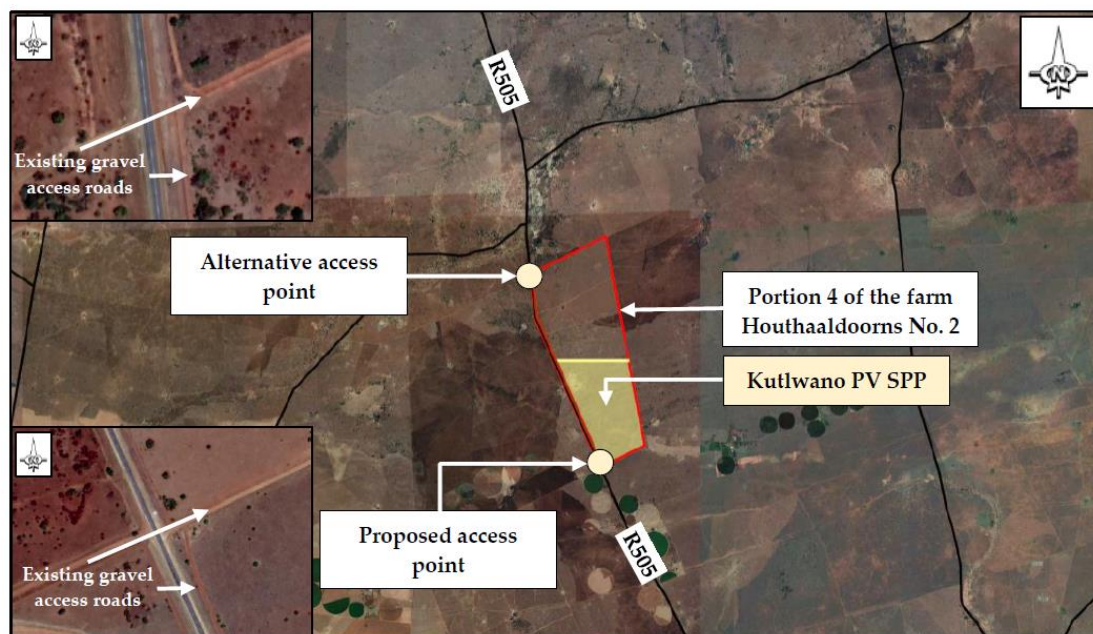 N
N
R505
Existing gravel
access roads
Alternative access
point
Portion 4 of the farm
Houthaaldoorns No. 2
Kutlwano PV SPP
N
Proposed access
point
R505
Existing gravel
access roads